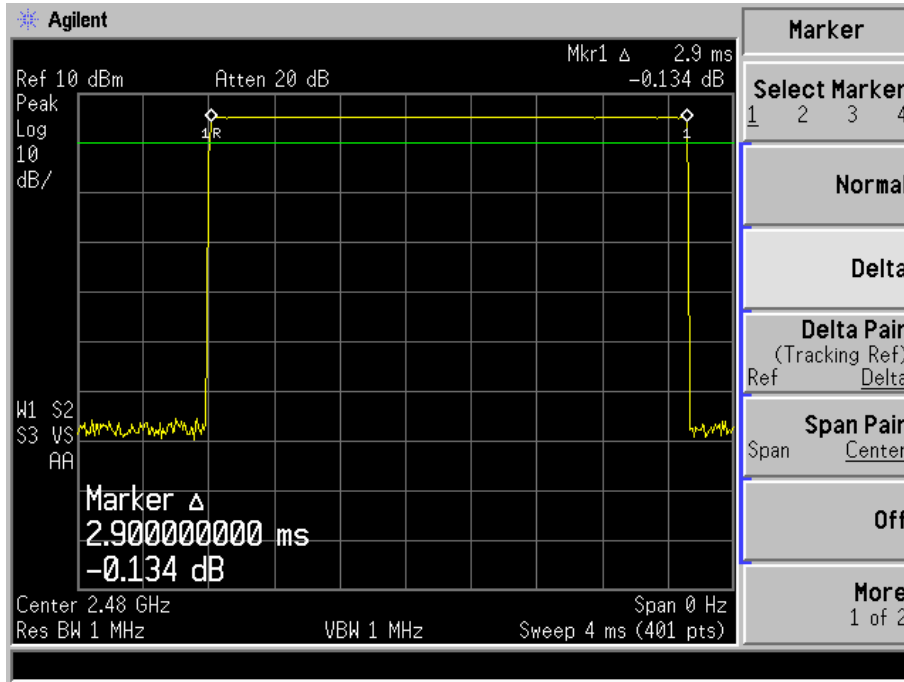 Agilent
Mkr1 Δ 2.9 ms
Ref 10 dBm Atten 20 dB -0.134 dB
Peak
Log
10
dB/
1R 1
W1 S2
S3 VS
AA
Marker Δ
2.900000000 ms
-0.134 dB
Center 2.48 GHz Span 0 Hz
Res BW 1 MHz VBW 1 MHz Sweep 4 ms (401 pts)
Marker
Select Marker
1 2 3 4
Normal
Delta
Delta Pair
(Tracking Ref)
Ref Delta
Span Pair
Span Center
Off
More
1 of 2